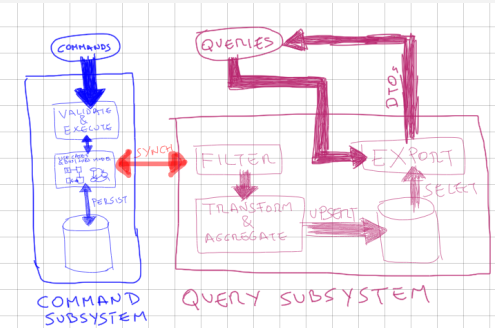 COMMANDS
VALIDATE
&
EXECUTE
PERSIST
COMMAND
SUBSYSTEM
SYNCH
QUERIES
DTOs
FILTER
TRANSFORM
&
AGGREGATE
UPSERT
EXPORT
SELECT
QUERY SUBSYSTEM